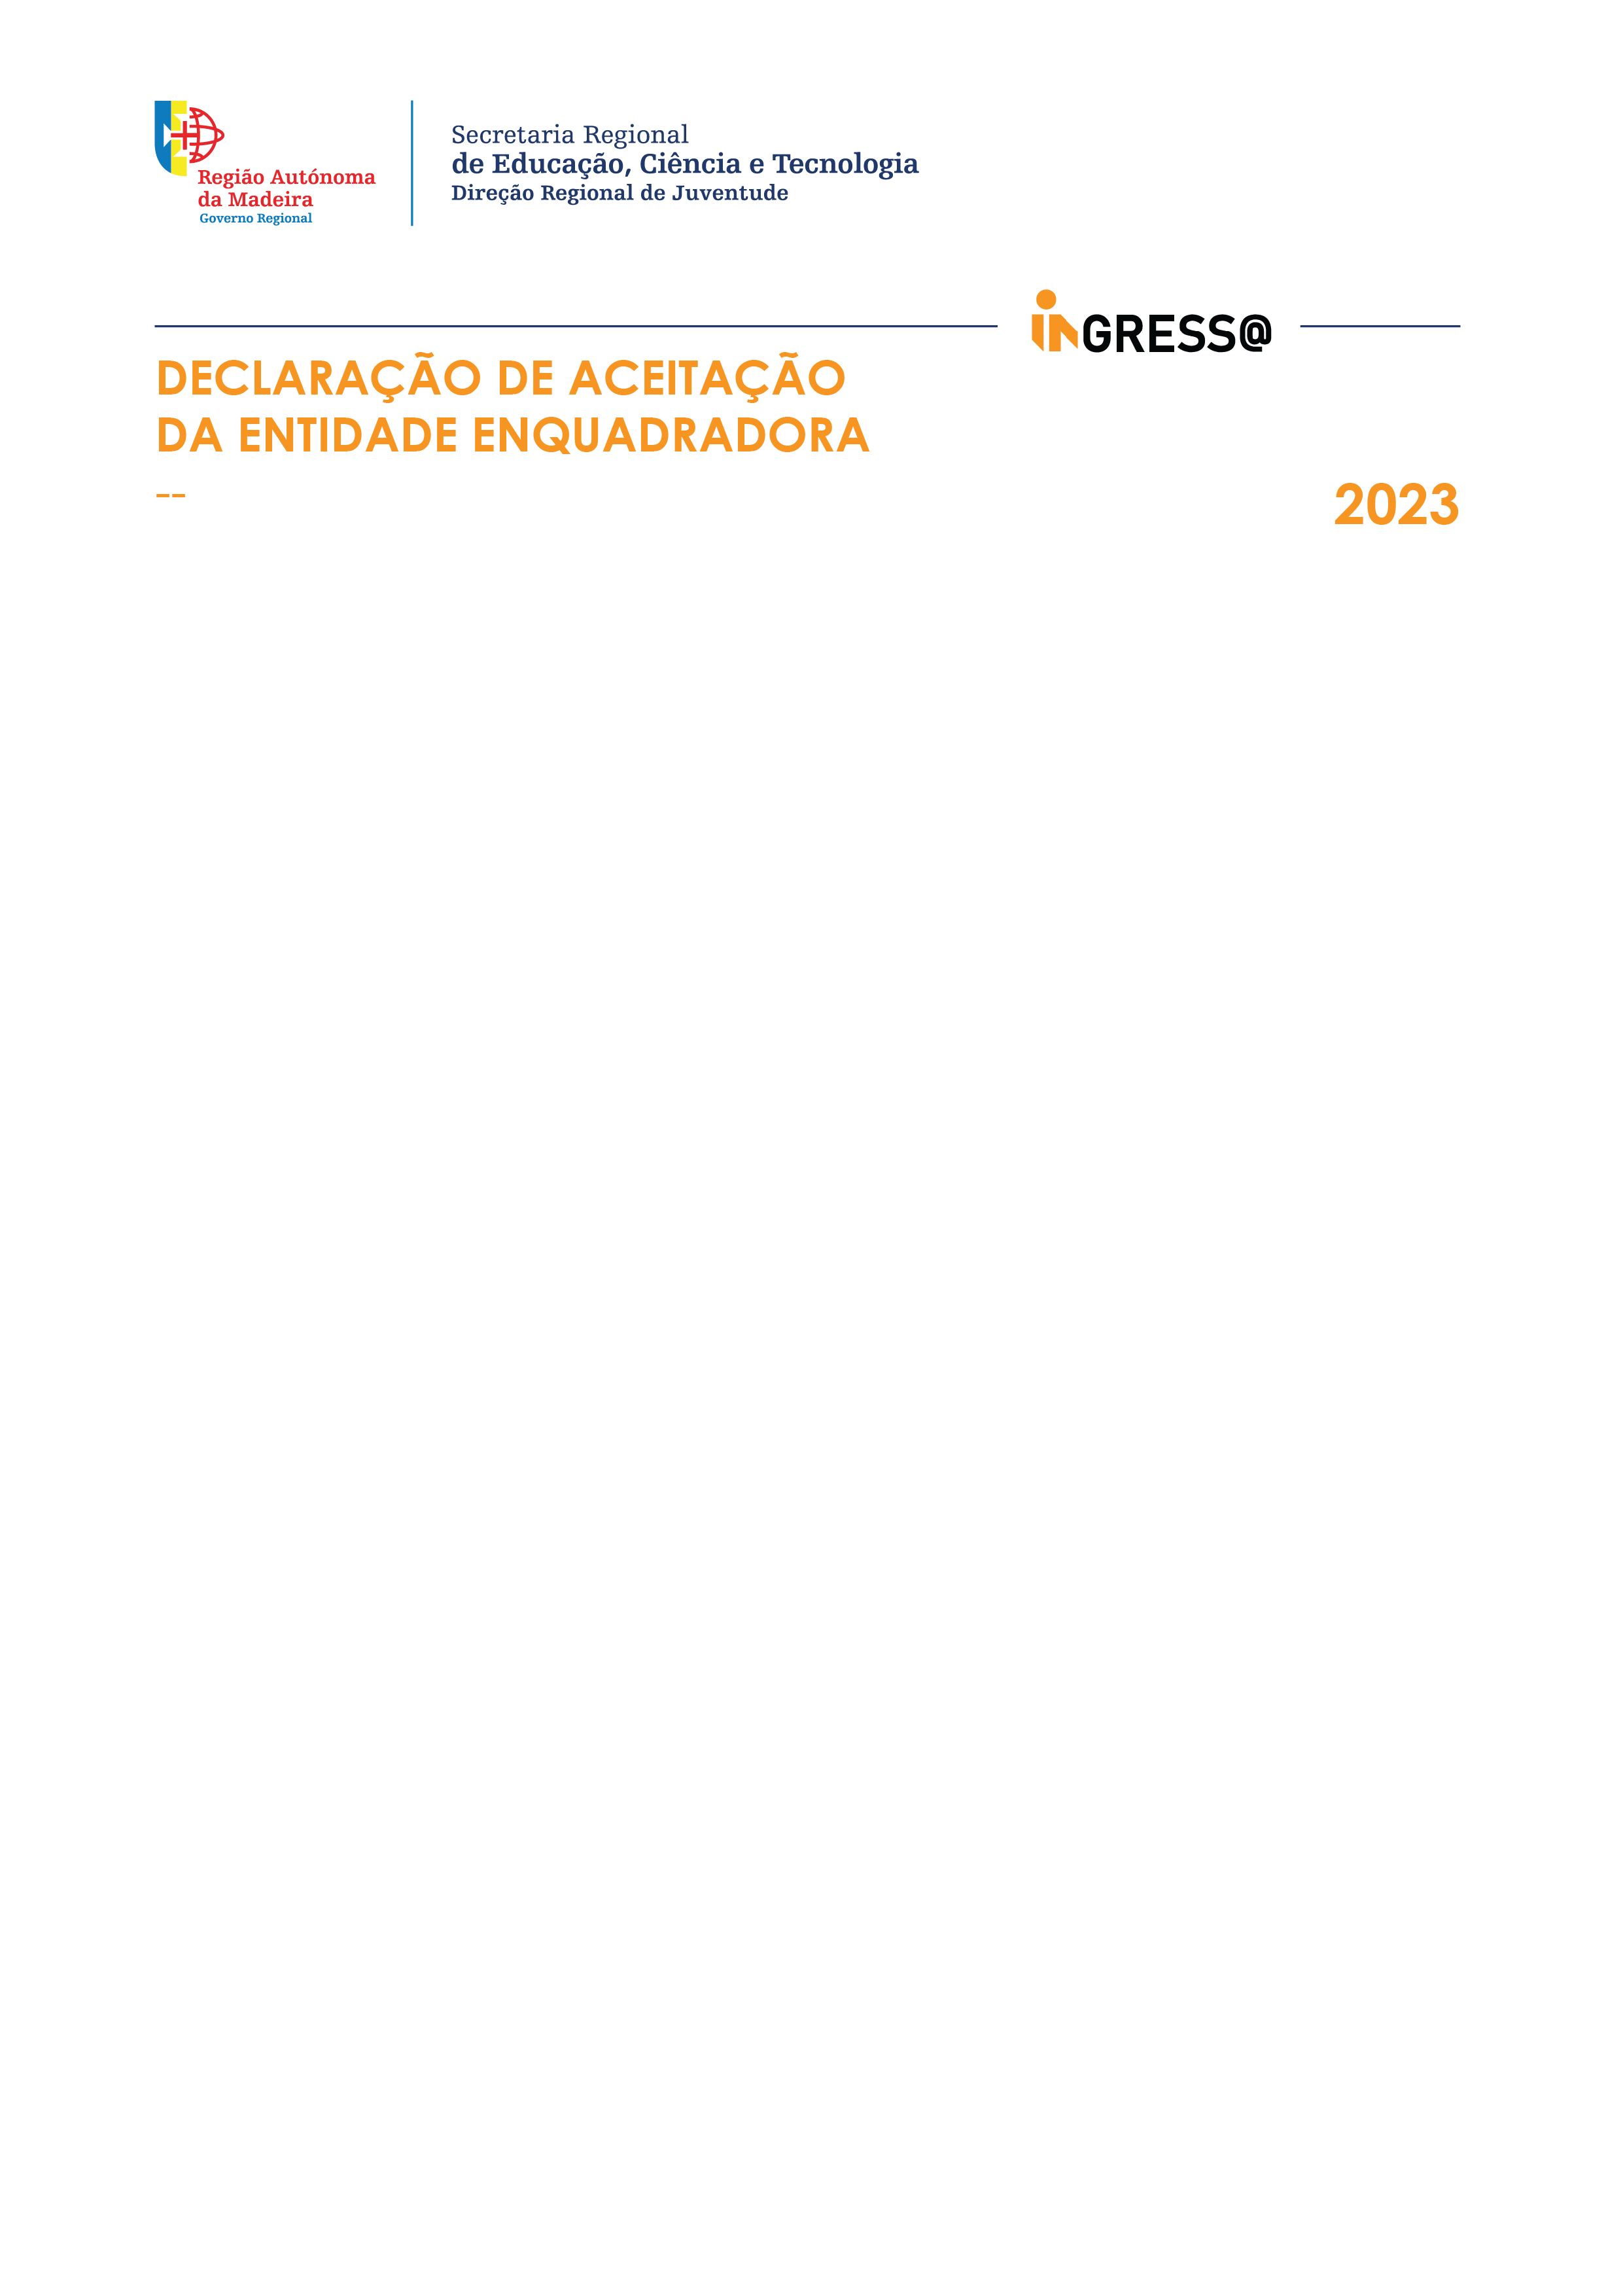 Região Autónoma
da Madeira
Governo Regional
Secretaria Regional
de Educação, Ciência e Tecnologia
Direção Regional de Juventude
iNGRESS@
DECLARAÇÃO DE ACEITAÇÃO
DA ENTIDADE ENQUADRADORA
--
2023